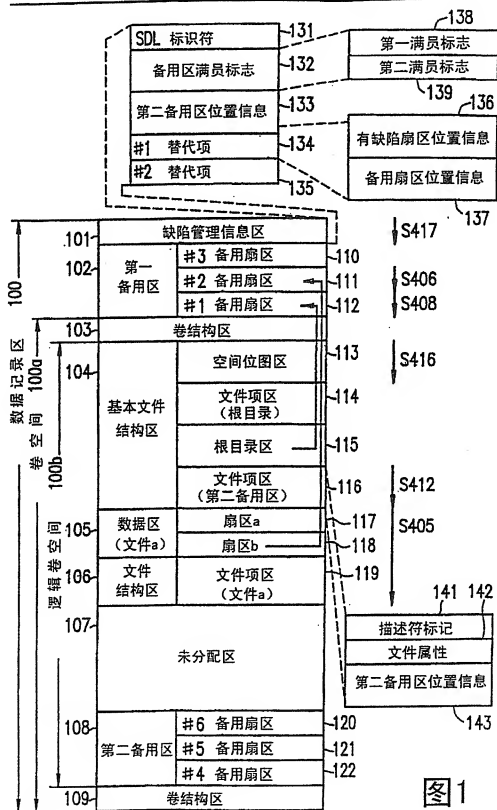 SDL 标识符
131
备用区满员标志
132
第二备用区位置信息
133
#1 替代项
134
#2 替代项
135
138
第一满员标志
第二满员标志
139
136
有缺陷扇区位置信息
备用扇区位置信息
137
100
数据记录区
100a
卷空间
100b
逻辑卷空间
101
缺陷管理信息区
S417
102
第一
备用区
#3 备用扇区
110
#2 备用扇区
111
S406
#1 备用扇区
112
S408
103
卷结构区
104
基本文件
结构区
空间位图区
113
S416
文件项区
(根目录)
114
根目录区
115
文件项区
(第二备用区)
116
S412
105
数据区
(文件a)
扇区a
117
S405
扇区b
118
106
文件
结构区
文件项区
(文件a)
119
107
未分配区
141
142
描述符标记
文件属性
第二备用区位置信息
143
108
第二备用区
#6 备用扇区
120
#5 备用扇区
121
#4 备用扇区
122
109
卷结构区
图1